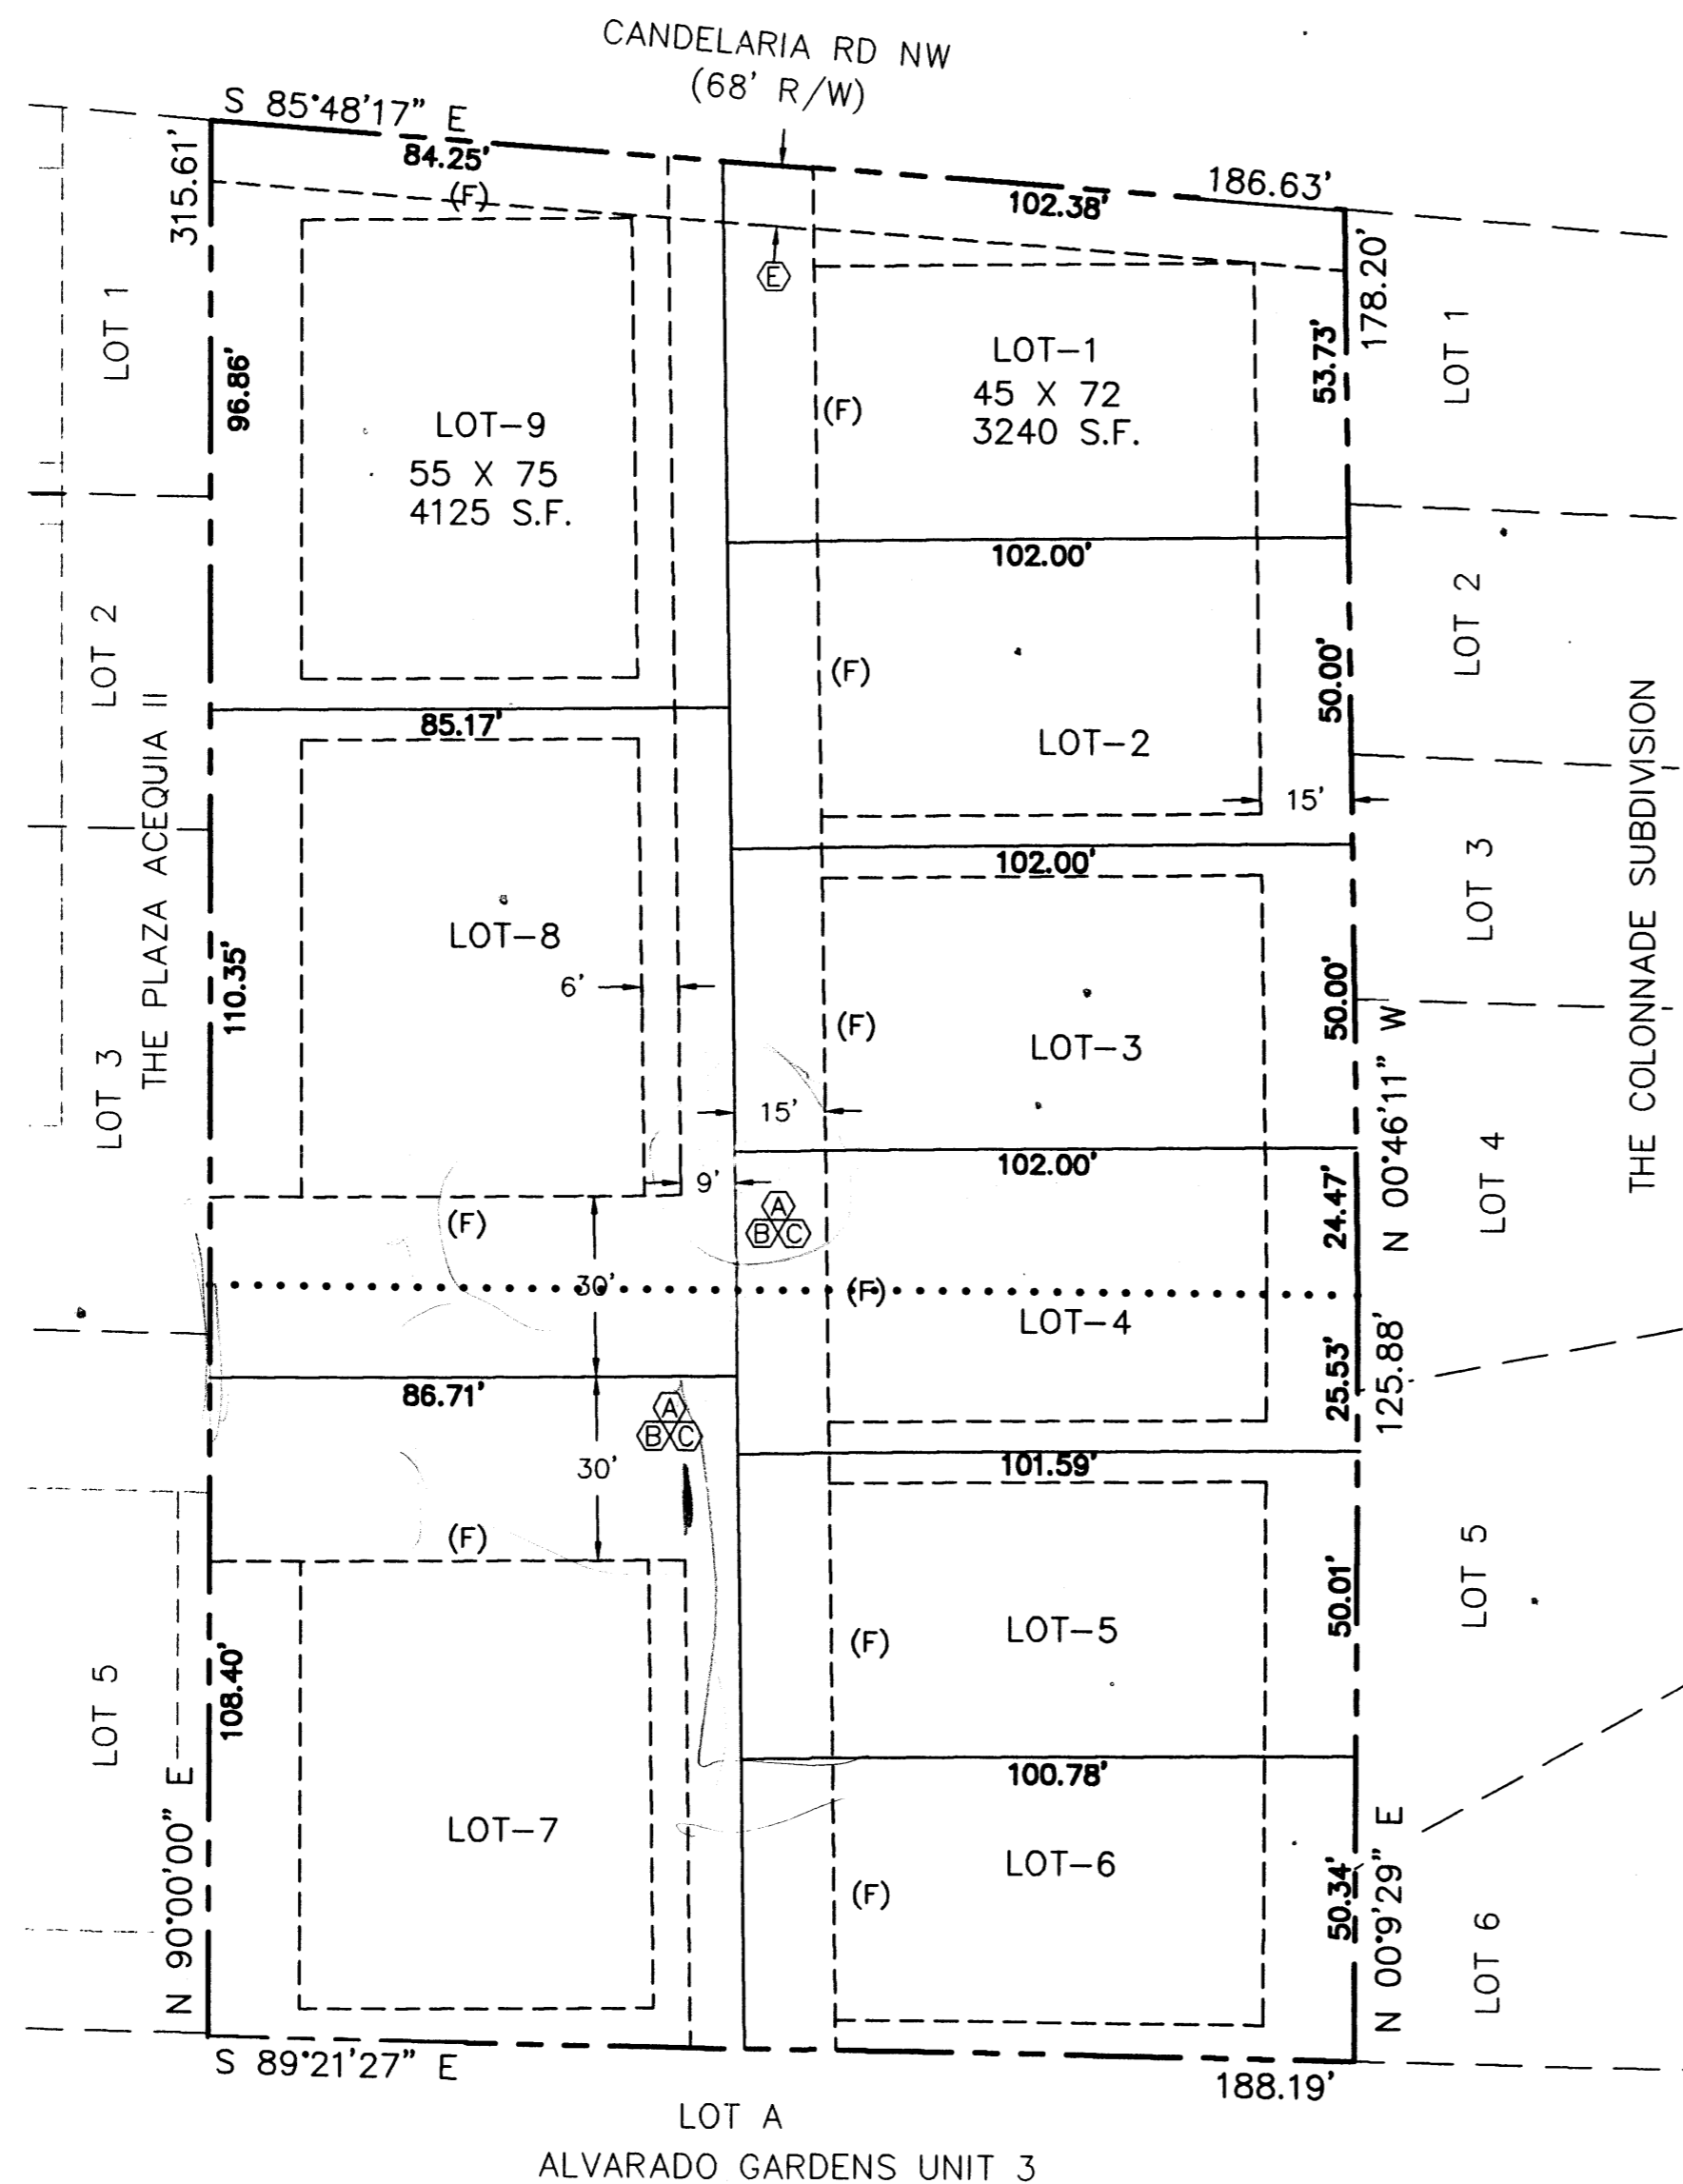 CANDELARIA RD NW
(68' R/W)
S 85°48'17" E
84.25'
(F)
315.61'
186.63'
102.38'
178.20'
E
LOT 1
96.86'
LOT-9
55 X 75
4125 S.F.
(F)
LOT-1
45 X 72
3240 S.F.
53.73'
LOT 1
102.00'
LOT 2
(F)
LOT-2
50.00'
LOT 2
85.17'
15'
THE PLAZA ACEQUIA II
102.00'
LOT 3
THE COLONNADE SUBDIVISION
LOT-8
110.35'
6'
(F)
LOT-3
50.00'
LOT 3
15'
102.00'
N 00°46'11" W
LOT 4
9'
A
B C
24.47'
(F)
30'
(F)
LOT-4
86.71'
A
B C
25.53'
125.88'
30'
101.59'
(F)
LOT 5
108.40'
(F)
LOT-5
50.01'
LOT 5
100.78'
N 90°00'00" E
LOT-7
(F)
LOT-6
50.34'
N 00°9'29" E
LOT 6
S 89°21'27" E
188.19'
LOT A
ALVARADO GARDENS UNIT 3